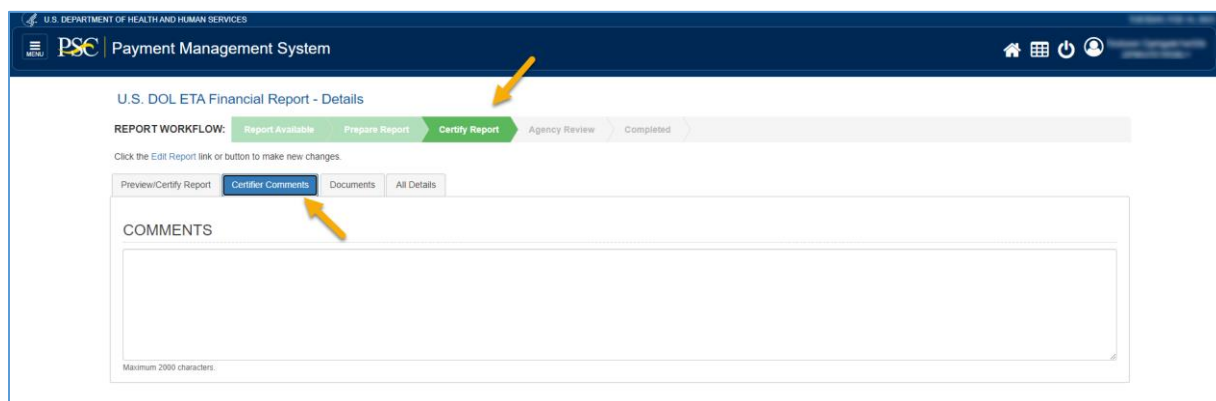 U.S. DEPARTMENT OF HEALTH AND HUMAN SERVICES
MENU PSC Payment Management System
U.S. DOL ETA Financial Report - Details
REPORT WORKFLOW: Report Available Prepare Report Certify Report Agency Review Completed
Click the Edit Report link or button to make new changes.
Preview/Certify Report Certifier Comments Documents All Details
COMMENTS
Maximum 2000 characters.